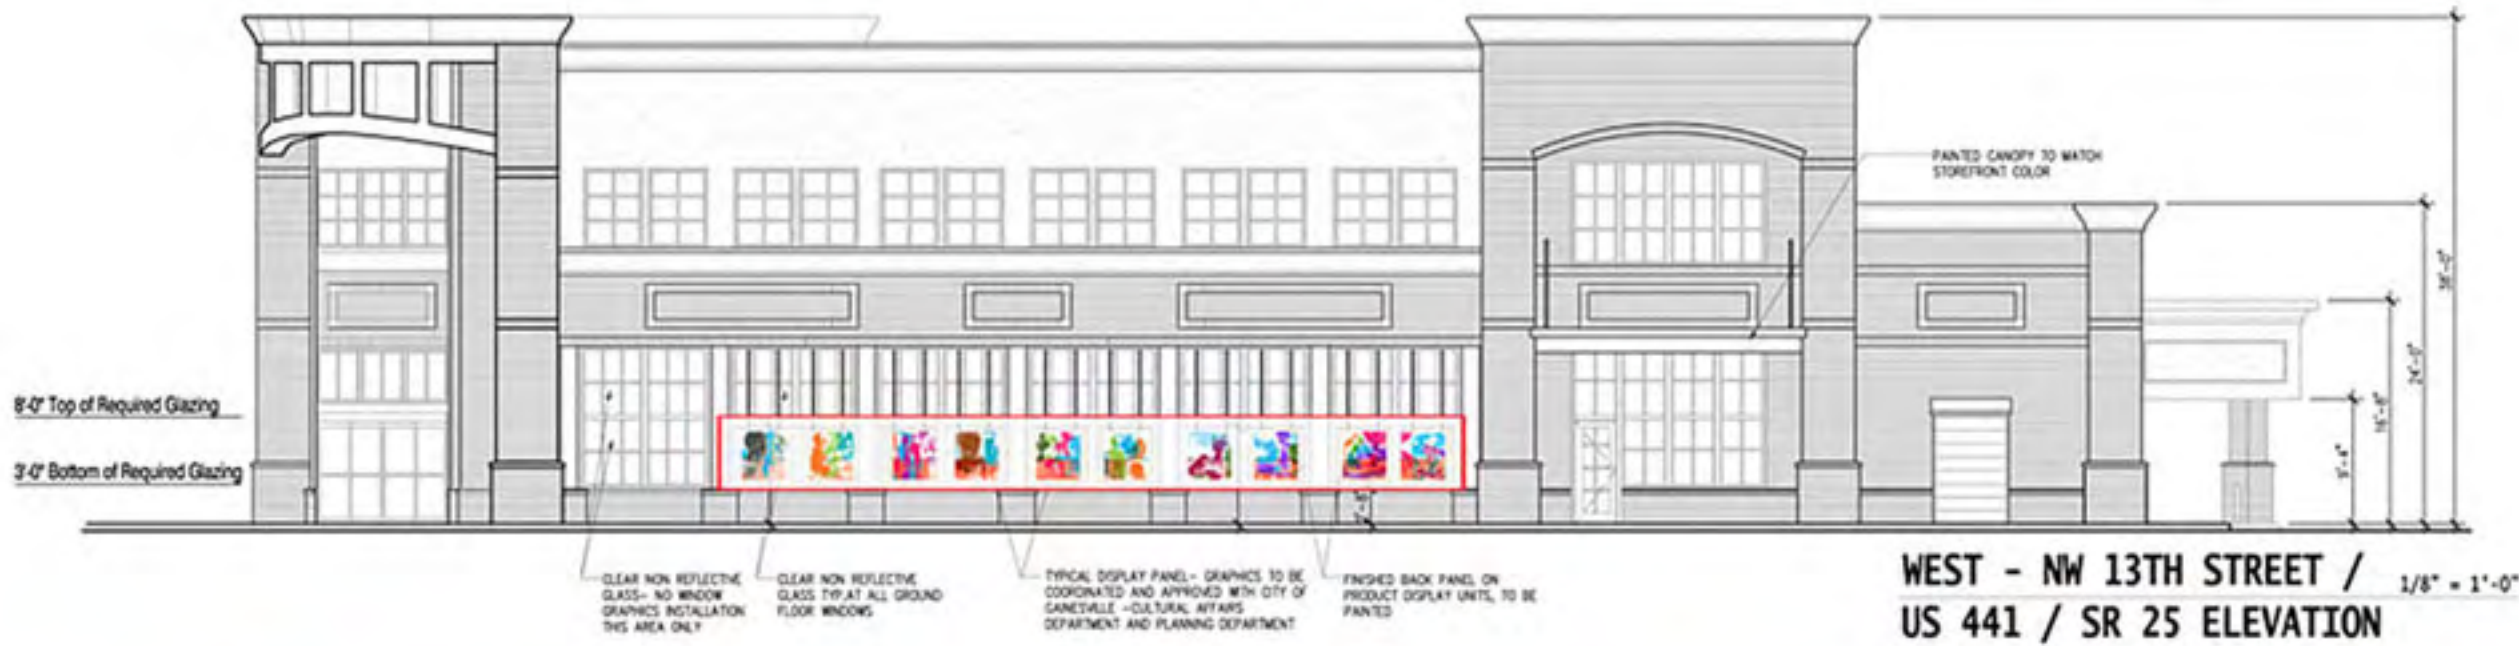 PAINTED CANOPY TO MATCH
STOREFRONT COLOR
38'-0"
24'-0"
16'-8"
9'-4"
8'-0" Top of Required Glazing
3'-0" Bottom of Required Glazing
CLEAR NON REFLECTIVE
GLASS- NO WINDOW
GRAPHICS INSTALLATION
THIS AREA ONLY
CLEAR NON REFLECTIVE
GLASS TYP.AT ALL GROUND
FLOOR WINDOWS
TYPICAL DISPLAY PANEL- GRAPHICS TO BE
COORDINATED AND APPROVED WITH CITY OF
GAINESVILLE -CULTURAL AFFAIRS
DEPARTMENT AND PLANNING DEPARTMENT
FINISHED BACK PANEL ON
PRODUCT DISPLAY UNITS, TO BE
PAINTED
WEST - NW 13TH STREET /
US 441 / SR 25 ELEVATION
1/8" = 1'-0"